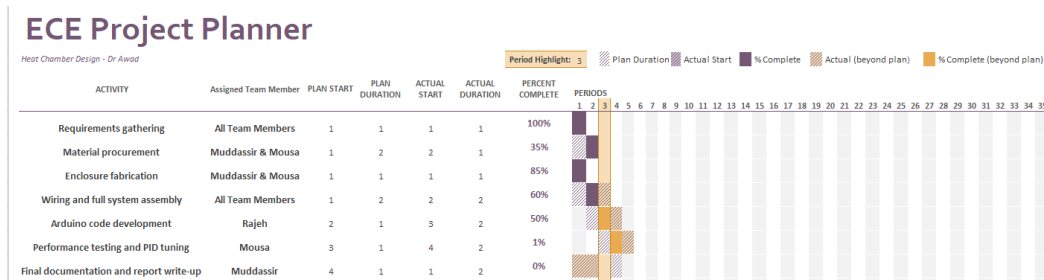 ECE Project Planner
Heat Chamber Design - Dr Awad
Period Highlight: 3 Plan Duration Actual Start % Complete Actual (beyond plan) % Complete (beyond plan)
ACTIVITY Assigned Team Member PLAN START PLAN DURATION ACTUAL START ACTUAL DURATION PERCENT COMPLETE PERIODS
1 2 3 4 5 6 7 8 9 10 11 12 13 14 15 16 17 18 19 20 21 22 23 24 25 26 27 28 29 30 31 32 33 34 35
Requirements gathering All Team Members 1 1 1 1 100%
Material procurement Muddassir & Mousa 1 2 2 1 35%
Enclosure fabrication Muddassir & Mousa 1 1 1 1 85%
Wiring and full system assembly All Team Members 1 2 2 2 60%
Arduino code development Rajeh 2 1 3 2 50%
Performance testing and PID tuning Mousa 3 1 4 2 1%
Final documentation and report write-up Muddassir 4 1 1 2 0%